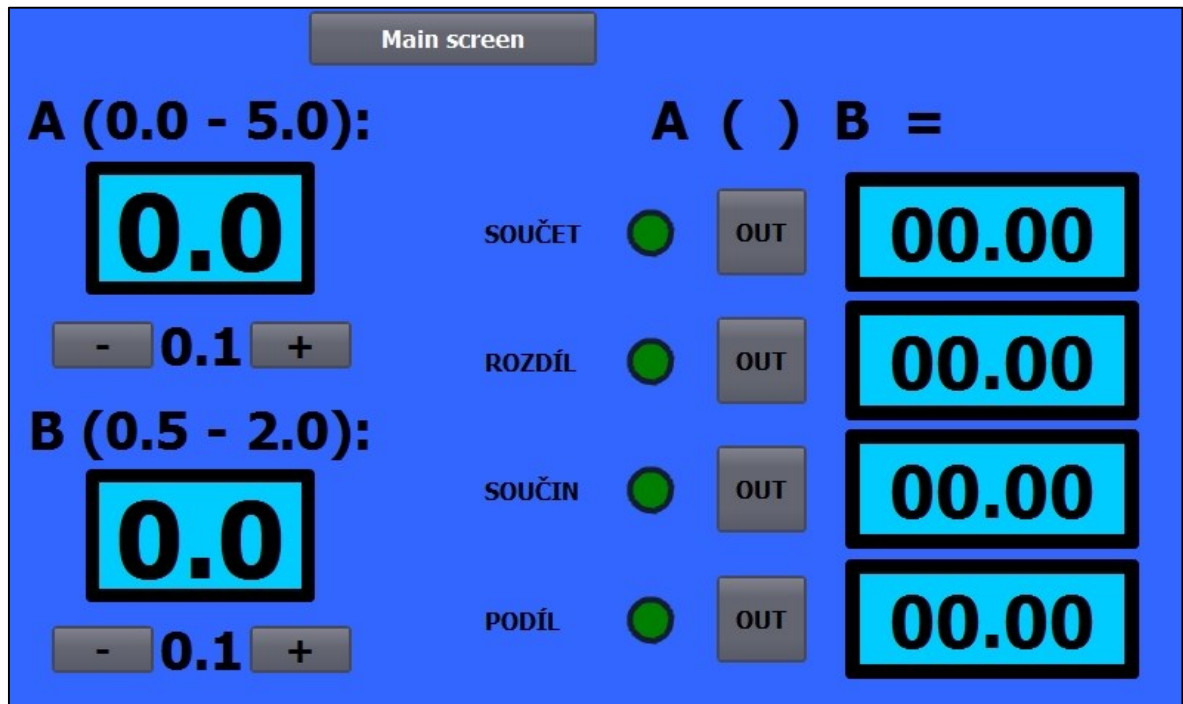 Main screen
A (0.0 - 5.0):
0.0
- 0.1 +
B (0.5 - 2.0):
0.0
- 0.1 +
A ( ) B =
SOUČET OUT 00.00
ROZDÍL OUT 00.00
SOUČIN OUT 00.00
PODÍL OUT 00.00